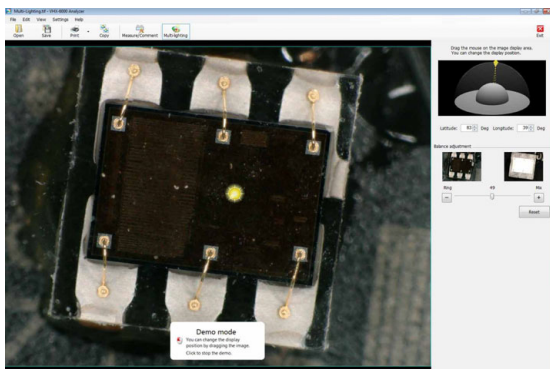 Multi-Lighting.tif - VHX-6000 Analyzer
File Edit View Settings Help
Open Save Print Copy Measure/Comment Multi-lighting Exit
Drag the mouse on the image display area.
You can change the display position.
Latitude: Deg Longitude: Deg
Balance adjustment
Ring 49 Mix
Reset
Demo mode
You can change the display
position by dragging the image.
Click to stop the demo.